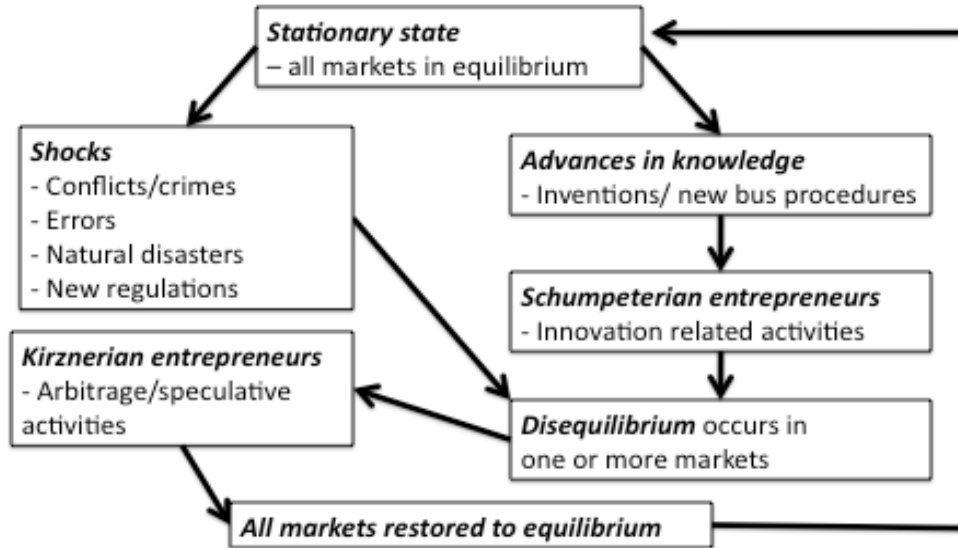 Stationary state
– all markets in equilibrium
Shocks
- Conflicts/crimes
- Errors
- Natural disasters
- New regulations
Advances in knowledge
- Inventions/ new bus procedures
Schumpeterian entrepreneurs
- Innovation related activities
Kirznerian entrepreneurs
- Arbitrage/speculative
activities
Disequilibrium occurs in
one or more markets
All markets restored to equilibrium